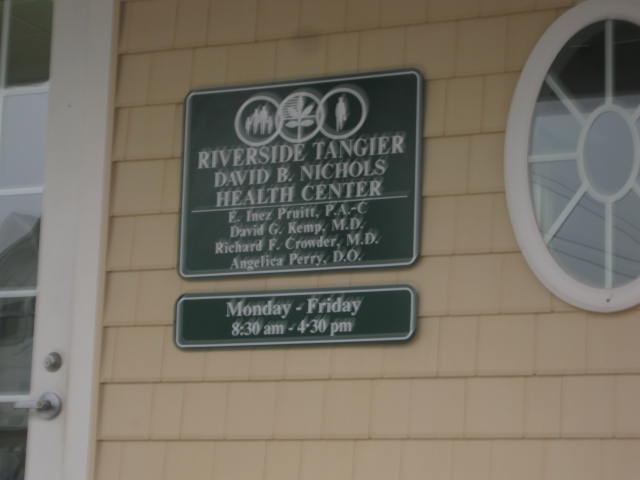 RIVERSIDE TANGIER
DAVID B. NICHOLS
HEALTH CENTER
E. Inez Pruitt, P.A.-C
David G. Kemp, M.D.
Richard F. Crowder, M.D.
Angelica Perry, D.O.
Monday - Friday
8:30 am - 4:30 pm